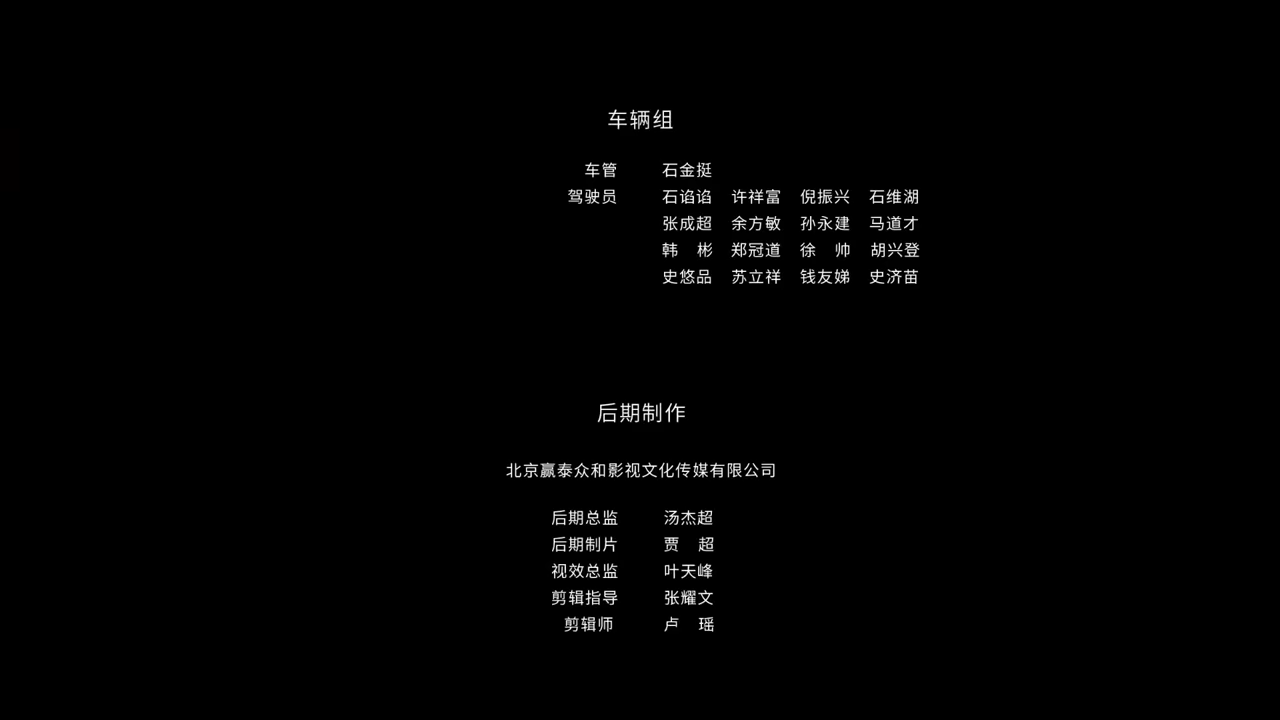 车辆组
车管 石金挺
驾驶员 石谄谄 许祥富 倪振兴 石维湖
张成超 余方敏 孙永建 马道才
韩 彬 郑冠道 徐 帅 胡兴登
史悠品 苏立祥 钱友娣 史济苗
后期制作
北京赢泰众和影视文化传媒有限公司
后期总监 汤杰超
后期制片 贾 超
视效总监 叶天峰
剪辑指导 张耀文
剪辑师 卢 瑶